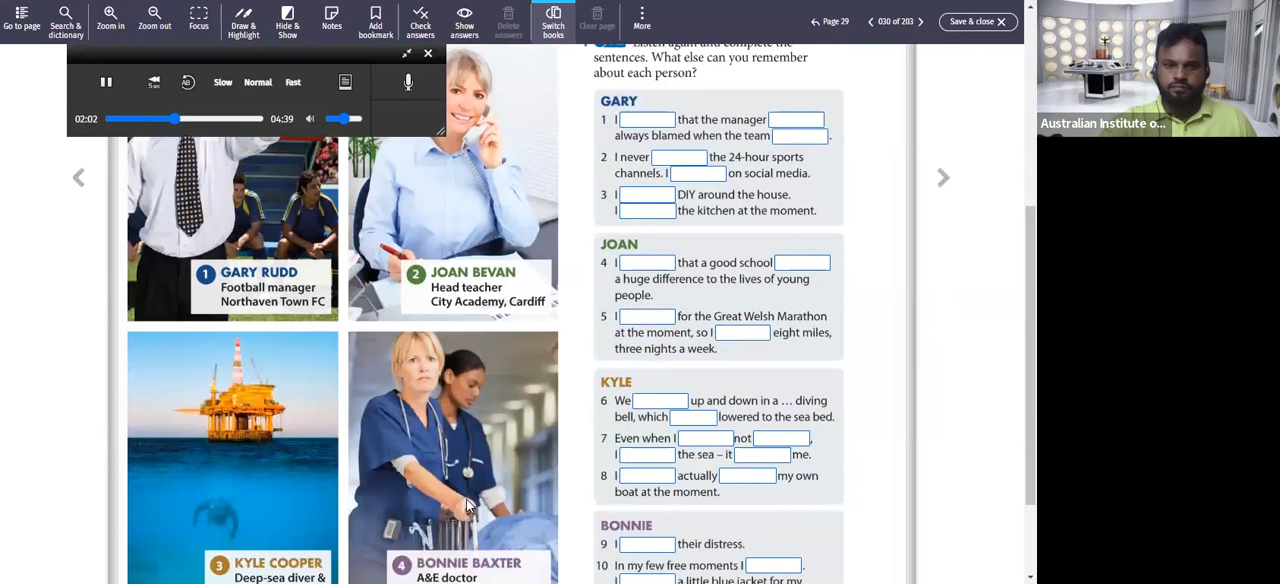 Go to page
Search & dictionary
Zoom in
Zoom out
Focus
Draw & Highlight
Hide & Show
Notes
Add bookmark
Check answers
Show answers
Delete answers
Switch books
Clear page
More
Page 29
030 of 203
Save & close
5 sec
AB
Slow
Normal
Fast
02:02
04:39
Australian Institute o...
Listen again and complete the
sentences. What else can you remember
about each person?
GARY
1 I that the manager
always blamed when the team .
2 I never the 24-hour sports
channels. I on social media.
3 I DIY around the house.
I the kitchen at the moment.
JOAN
4 I that a good school
a huge difference to the lives of young
people.
5 I for the Great Welsh Marathon
at the moment, so I eight miles,
three nights a week.
KYLE
6 We up and down in a … diving
bell, which lowered to the sea bed.
7 Even when I not ,
I the sea – it me.
8 I actually my own
boat at the moment.
BONNIE
9 I their distress.
10 In my few free moments I .
I a little blue jacket for my
1 GARY RUDD
Football manager
Northaven Town FC
2 JOAN BEVAN
Head teacher
City Academy, Cardiff
3 KYLE COOPER
Deep-sea diver &
4 BONNIE BAXTER
A&E doctor